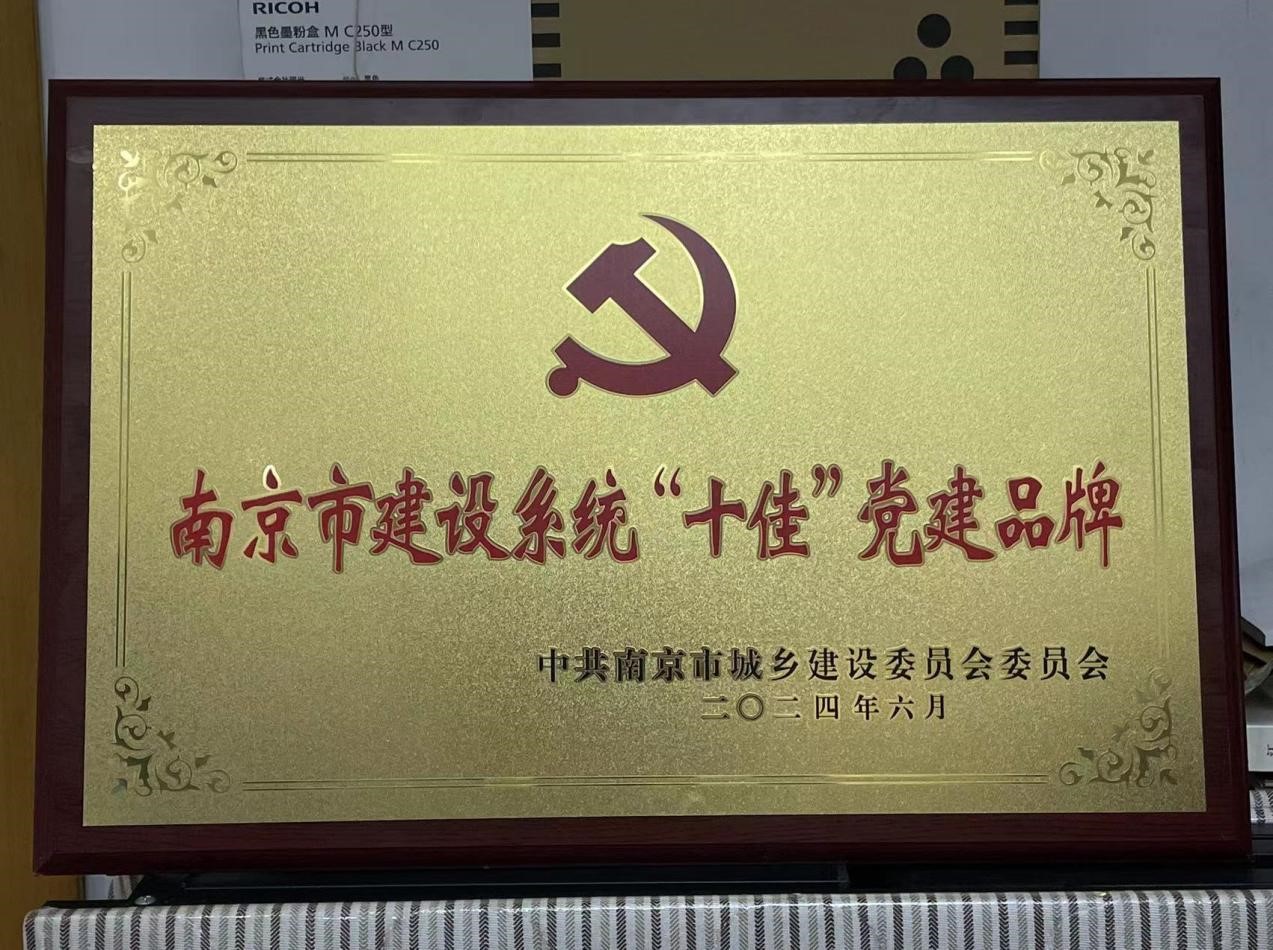 RICOH
黑色墨粉盒 M C250型
Print Cartridge Black M C250
南京市建设系统“十佳”党建品牌
中共南京市城乡建设委员会委员会
二〇二四年六月